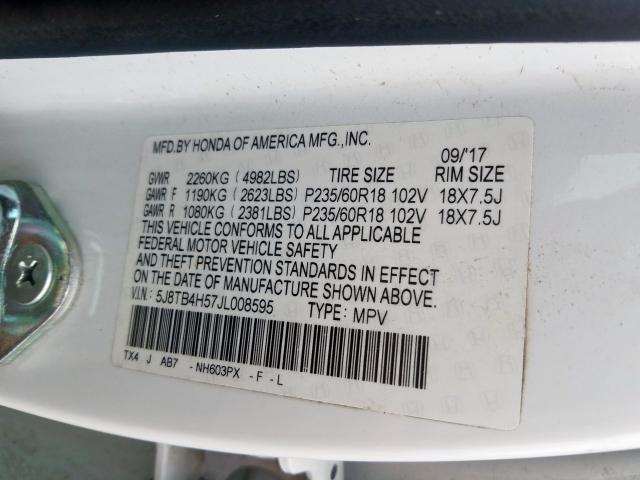 MFD.BY HONDA OF AMERICA MFG.,INC. 09/'17
GVWR 2260KG (4982LBS) TIRE SIZE RIM SIZE
GAWR F 1190KG (2623LBS) P235/60R18 102V 18X7.5J
GAWR R 1080KG (2381LBS) P235/60R18 102V 18X7.5J
THIS VEHICLE CONFORMS TO ALL APPLICABLE
FEDERAL MOTOR VEHICLE SAFETY
AND THEFT PREVENTION STANDARDS IN EFFECT
ON THE DATE OF MANUFACTURE SHOWN ABOVE.
V.I.N.: 5J8TB4H57JL008595 TYPE: MPV
TX4 J AB7 -NH603PX -F -L